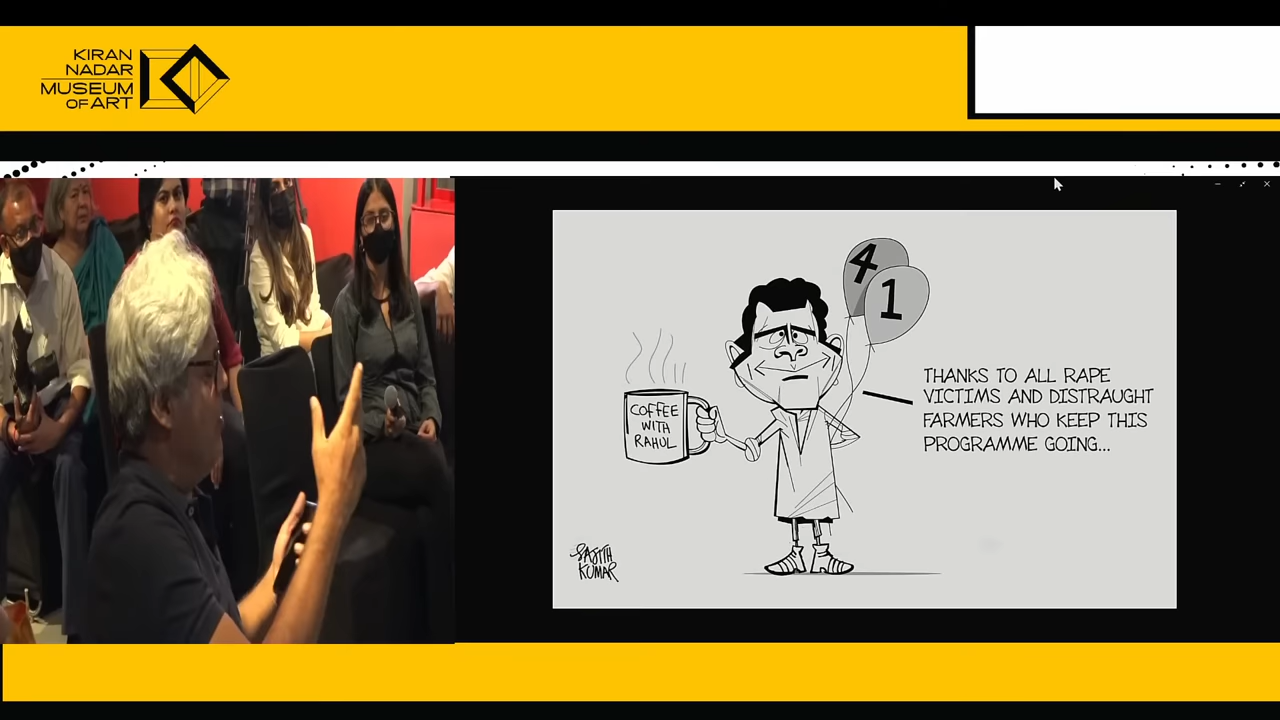 KIRAN
NADAR
MUSEUM
OF ART
4
1
COFFEE
WITH
RAHUL
THANKS TO ALL RAPE
VICTIMS AND DISTRAUGHT
FARMERS WHO KEEP THIS
PROGRAMME GOING...
SAJITH
KUMAR